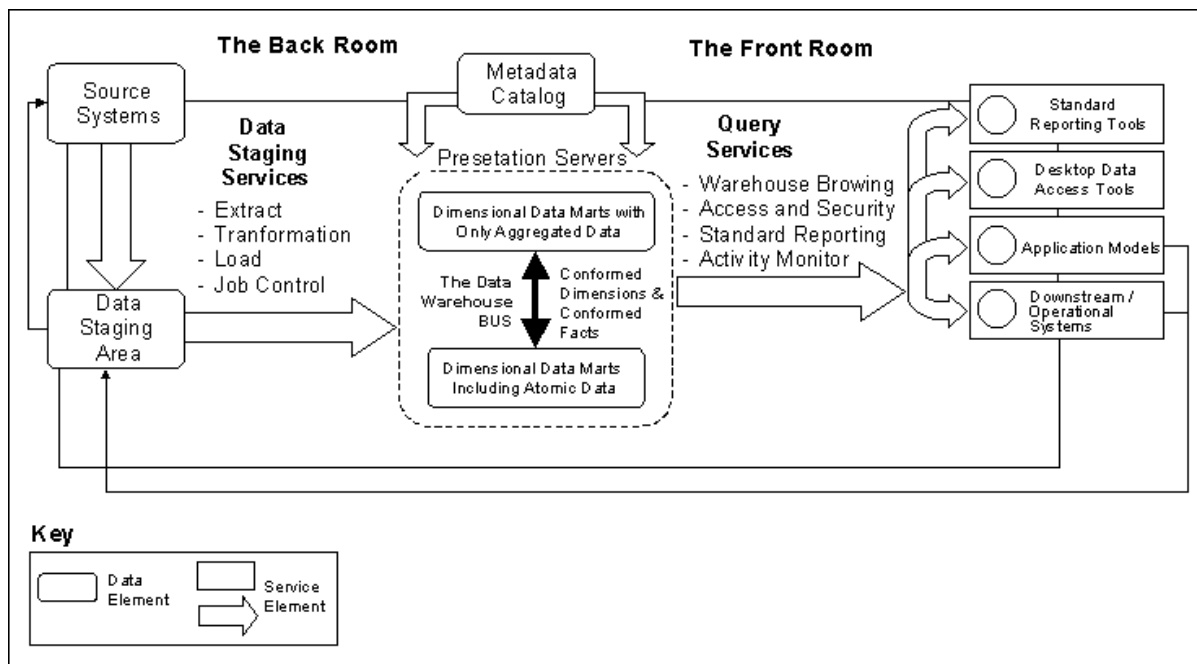 The Back Room
The Front Room
Source
Systems
Metadata
Catalog
Data
Staging
Services
- Extract
- Tranformation
- Load
- Job Control
Data
Staging
Area
Presetation Servers
Dimensional Data Marts with
Only Aggregated Data
The Data
Warehouse
BUS
Conformed
Dimensions &
Conformed
Facts
Dimensional Data Marts
Including Atomic Data
Query
Services
- Warehouse Browing
- Access and Security
- Standard Reporting
- Activity Monitor
Standard
Reporting Tools
Desktop Data
Access Tools
Application Models
Downstream /
Operational
Systems
Key
Data
Element
Service
Element